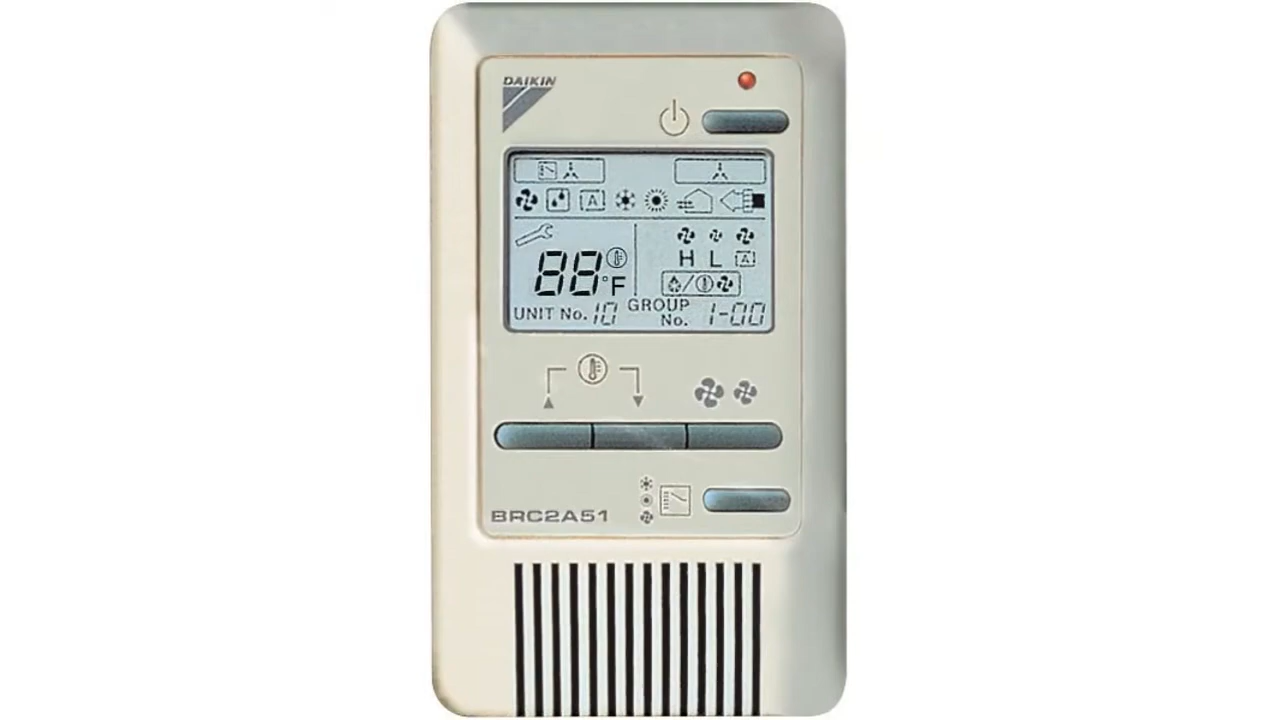 DAIKIN
A
H L A
88°F
UNIT No. 10 GROUP No. 1-00
BRC2A51